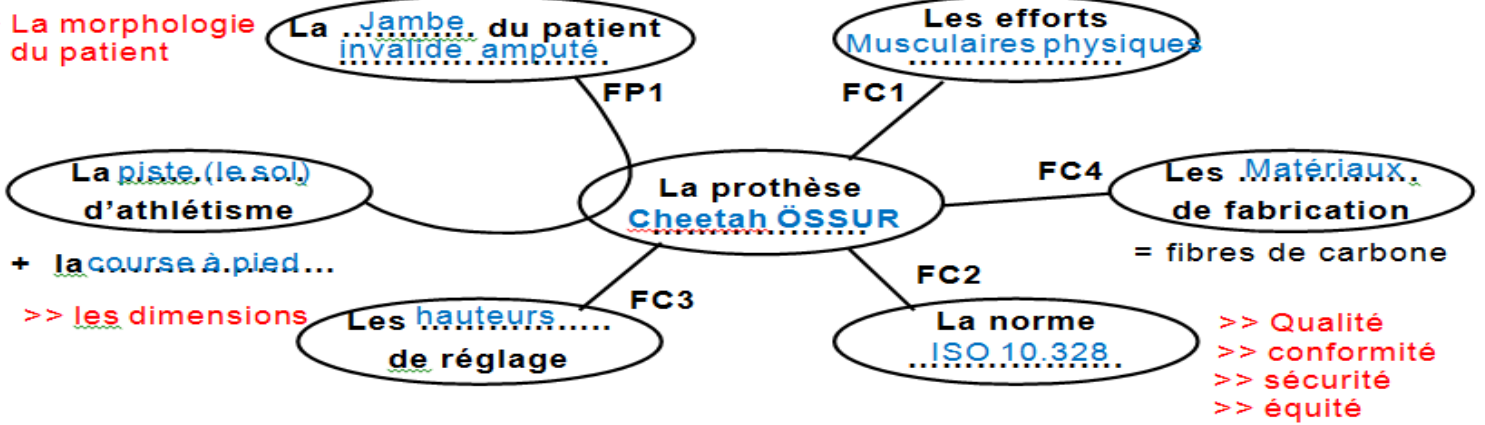 La morphologie
du patient
La Jambe du patient
invalide amputé
Les efforts
Musculaires physiques
FP1
FC1
La piste (le sol)
d’athlétisme
La prothèse
Cheetah ÖSSUR
FC4
Les Matériaux
de fabrication
+ la course à pied
= fibres de carbone
FC2
>> les dimensions
FC3
Les hauteurs
de réglage
La norme
ISO 10.328
>> Qualité
>> conformité
>> sécurité
>> équité